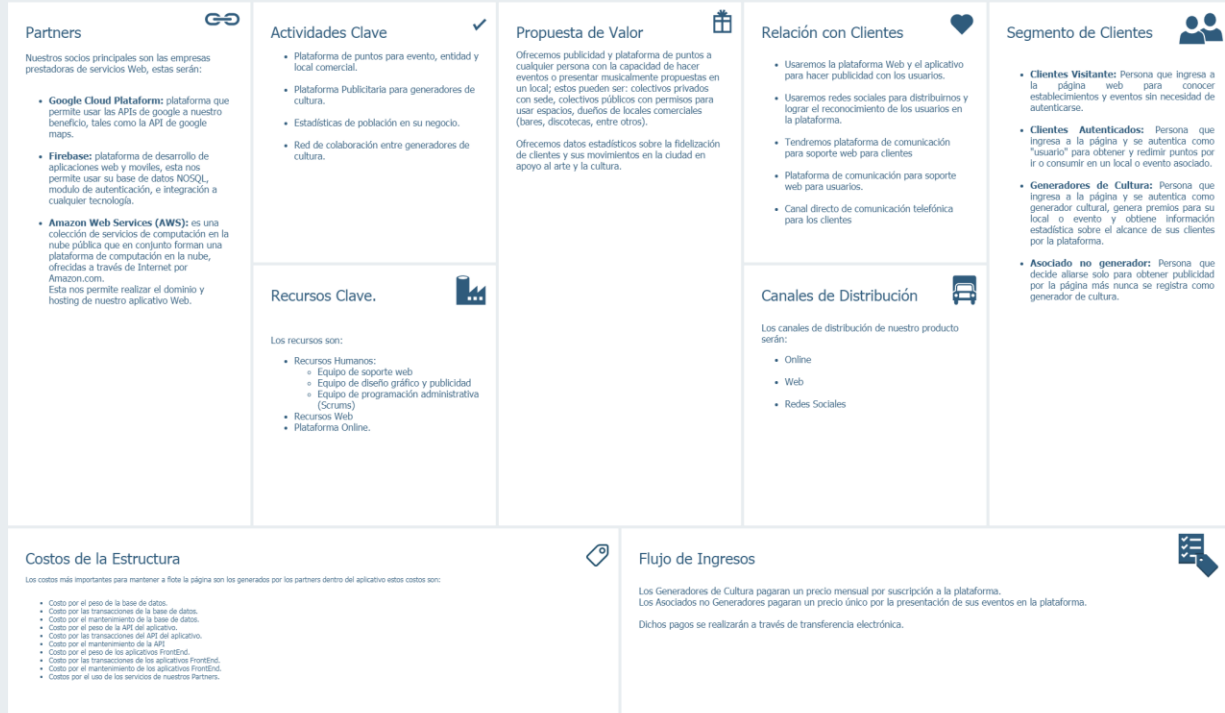 Partners
Nuestros socios principales son las empresas
prestadoras de servicios Web, estas serán:
• Google Cloud Plataform: plataforma que
permite usar las APIs de google a nuestro
beneficio, tales como la API de google
maps.
• Firebase: plataforma de desarrollo de
aplicaciones web y moviles, esta nos
permite usar su base de datos NOSQL,
modulo de autenticación, e integración a
cualquier tecnología.
• Amazon Web Services (AWS): es una
colección de servicios de computación en la
nube pública que en conjunto forman una
plataforma de computación en la nube,
ofrecidas a través de Internet por
Amazon.com.
Esta nos permite realizar el dominio y
hosting de nuestro aplicativo Web.
Actividades Clave
• Plataforma de puntos para evento, entidad y
local comercial.
• Plataforma Publicitaria para generadores de
cultura.
• Estadísticas de población en su negocio.
• Red de colaboración entre generadores de
cultura.
Recursos Clave.
Los recursos son:
• Recursos Humanos:
◦ Equipo de soporte web
◦ Equipo de diseño gráfico y publicidad
◦ Equipo de programación administrativa
(Scrums)
• Recursos Web
• Plataforma Online.
Propuesta de Valor
Ofrecemos publicidad y plataforma de puntos a
cualquier persona con la capacidad de hacer
eventos o presentar musicalmente propuestas en
un local; estos pueden ser: colectivos privados
con sede, colectivos públicos con permisos para
usar espacios, dueños de locales comerciales
(bares, discotecas, entre otros).
Ofrecemos datos estadísticos sobre la fidelización
de clientes y sus movimientos en la ciudad en
apoyo al arte y la cultura.
Relación con Clientes
• Usaremos la plataforma Web y el aplicativo
para hacer publicidad con los usuarios.
• Usaremos redes sociales para distribuirnos y
lograr el reconocimiento de los usuarios en
la plataforma.
• Tendremos plataforma de comunicación
para soporte web para clientes
• Plataforma de comunicación para soporte
web para usuarios.
• Canal directo de comunicación telefónica
para los clientes
Canales de Distribución
Los canales de distribución de nuestro producto
serán:
• Online
• Web
• Redes Sociales
Segmento de Clientes
• Clientes Visitante: Persona que ingresa a
la página web para conocer
establecimientos y eventos sin necesidad de
autenticarse.
• Clientes Autenticados: Persona que
ingresa a la página y se autentica como
"usuario" para obtener y redimir puntos por
ir o consumir en un local o evento asociado.
• Generadores de Cultura: Persona que
ingresa a la página y se autentica como
generador cultural, genera premios para su
local o evento y obtiene información
estadística sobre el alcance de sus clientes
por la plataforma.
• Asociado no generador: Persona que
decide aliarse solo para obtener publicidad
por la página más nunca se registra como
generador de cultura.
Costos de la Estructura
Los costos más importantes para mantener a flote la página son los generados por los partners dentro del aplicativo estos costos son:
• Costo por el peso de la base de datos.
• Costo por las transacciones de la base de datos.
• Costo por el mantenimiento de la base de datos.
• Costo por el peso de la API del aplicativo.
• Costo por las transacciones del API del aplicativo.
• Costo por el mantenimiento de la API
• Costo por el peso de los aplicativos FrontEnd.
• Costo por las transacciones de los aplicativos FrontEnd.
• Costo por el mantenimiento de los aplicativos FrontEnd.
• Costos por el uso de los servicios de nuestros Partners.
Flujo de Ingresos
Los Generadores de Cultura pagaran un precio mensual por suscripción a la plataforma.
Los Asociados no Generadores pagaran un precio único por la presentación de sus eventos en la plataforma.
Dichos pagos se realizarán a través de transferencia electrónica.